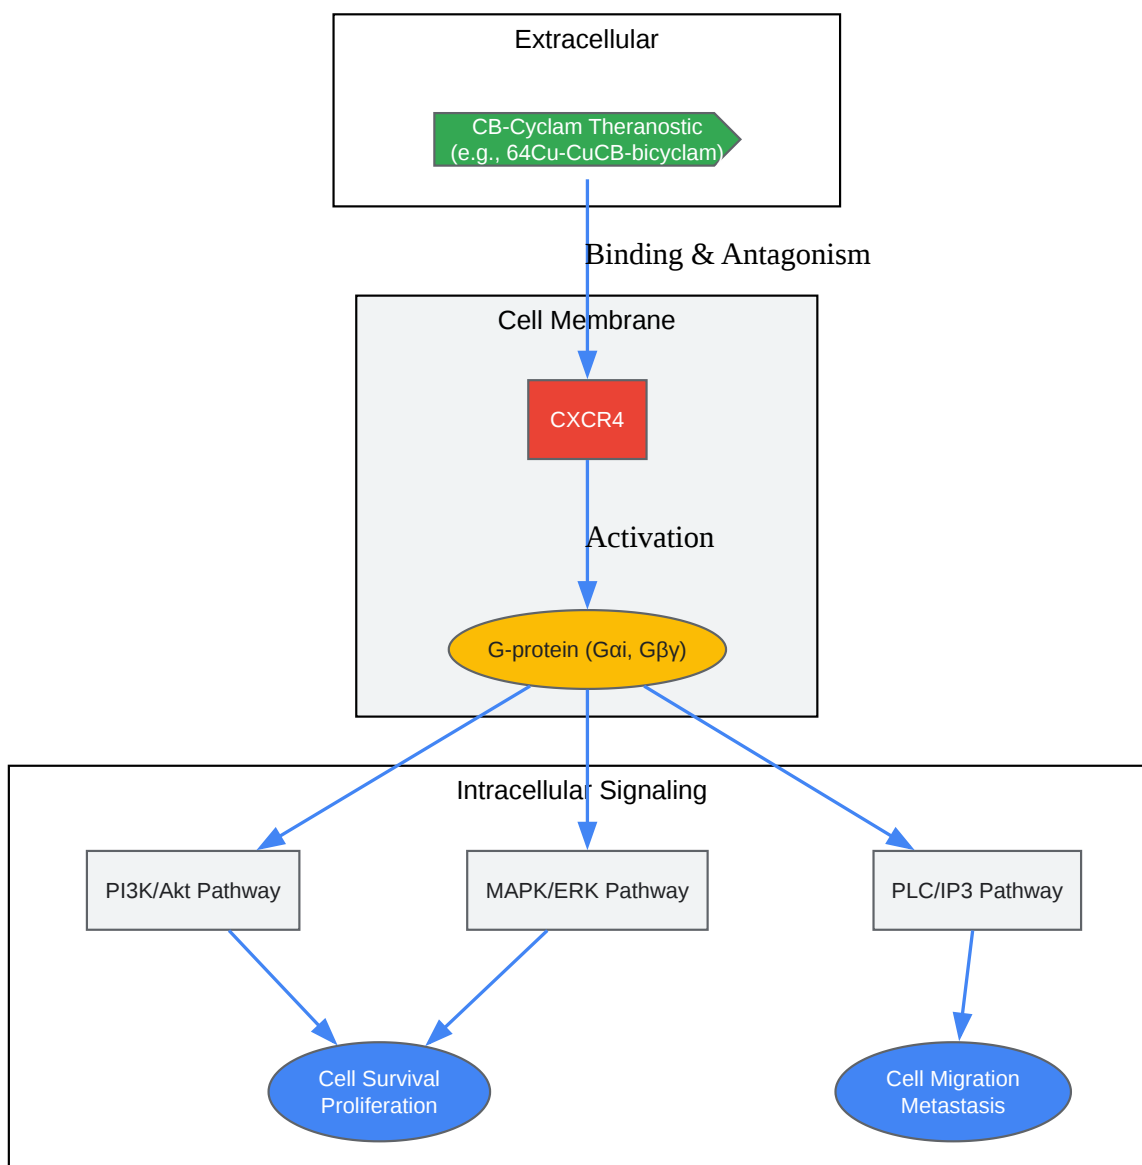 Extracellular
CB-Cyclam Theranostic
(e.g., 64Cu-CuCB-bicyclam)
Binding & Antagonism
Cell Membrane
CXCR4
Activation
G-protein (Gαi, Gβγ)
Intracellular Signaling
PI3K/Akt Pathway
MAPK/ERK Pathway
PLC/IP3 Pathway
Cell Survival
Proliferation
Cell Migration
Metastasis